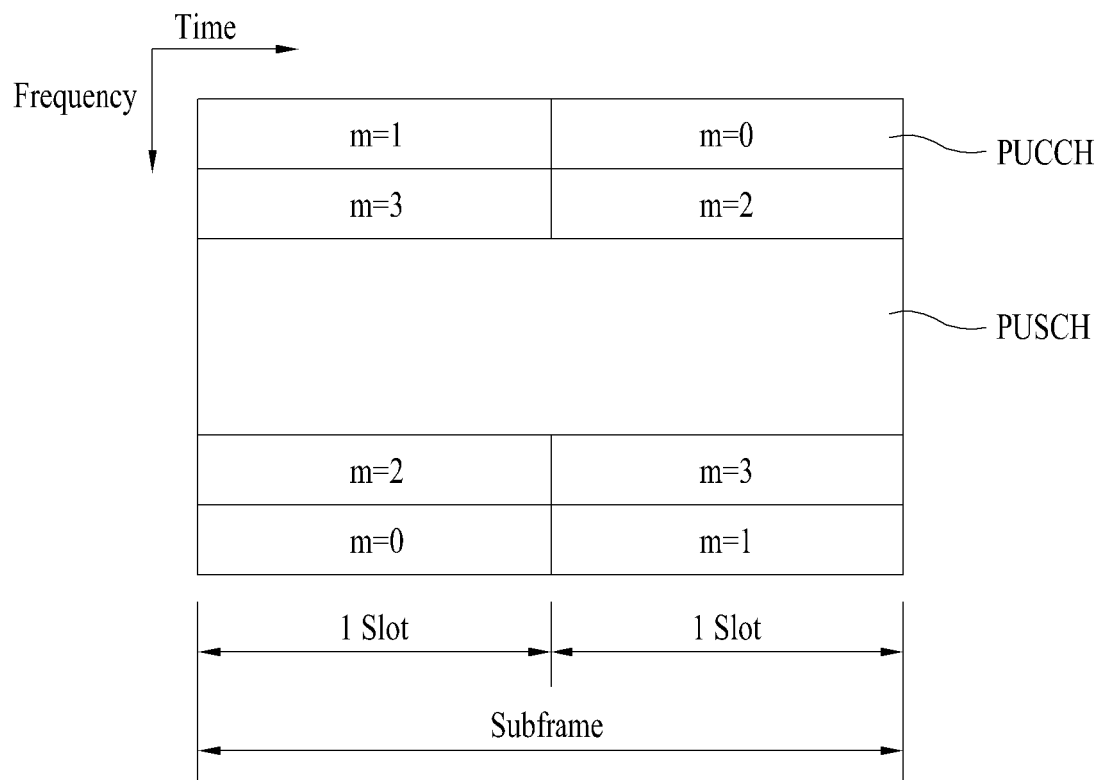 Time
Frequency
m=1 m=0
PUCCH
m=3 m=2
PUSCH
m=2 m=3
m=0 m=1
1 Slot 1 Slot
Subframe